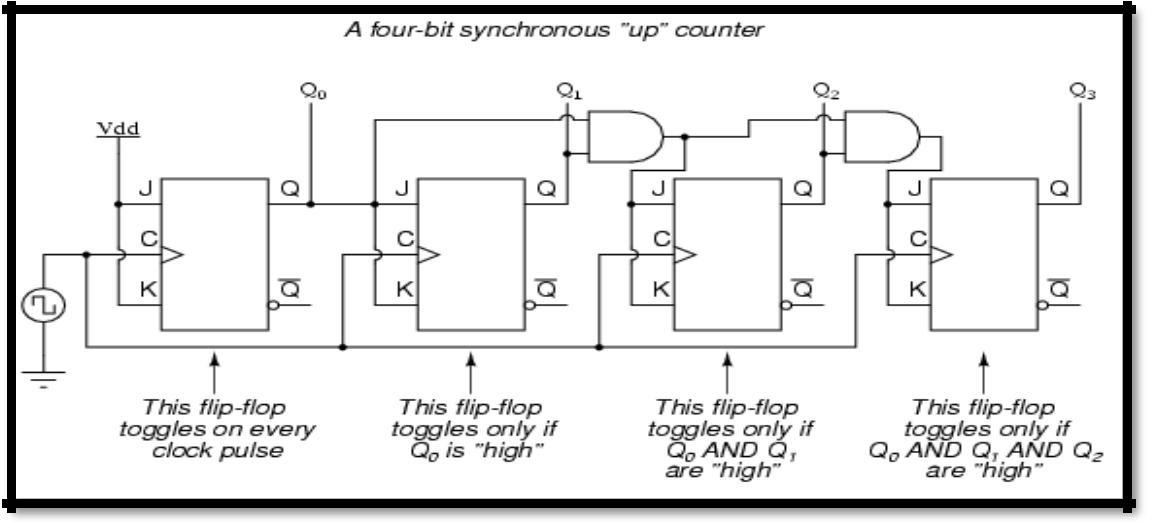 A four-bit synchronous "up" counter
Q₀ Q₁ Q₂ Q₃
Vdd
J Q J Q J Q J Q
C C C C
K Q̅ K Q̅ K Q̅ K Q̅
This flip-flop
toggles on every
clock pulse
This flip-flop
toggles only if
Q₀ is "high"
This flip-flop
toggles only if
Q₀ AND Q₁
are "high"
This flip-flop
toggles only if
Q₀ AND Q₁ AND Q₂
are "high"